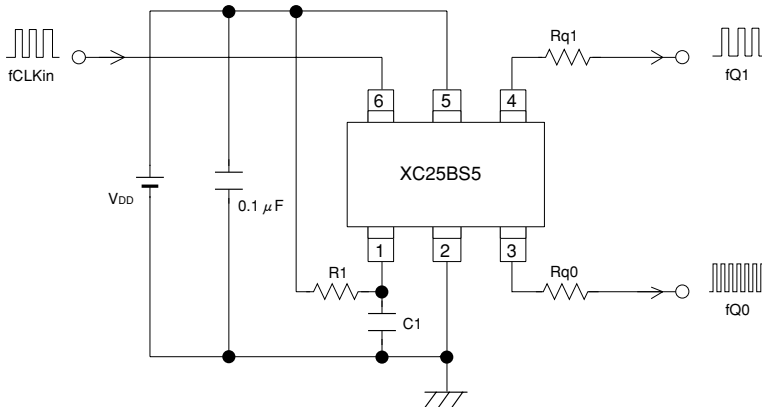 Rq1
fCLKin
fQ1
6
5
4
XC25BS5
VDD
0.1 μF
1
2
3
R1
Rq0
C1
fQ0